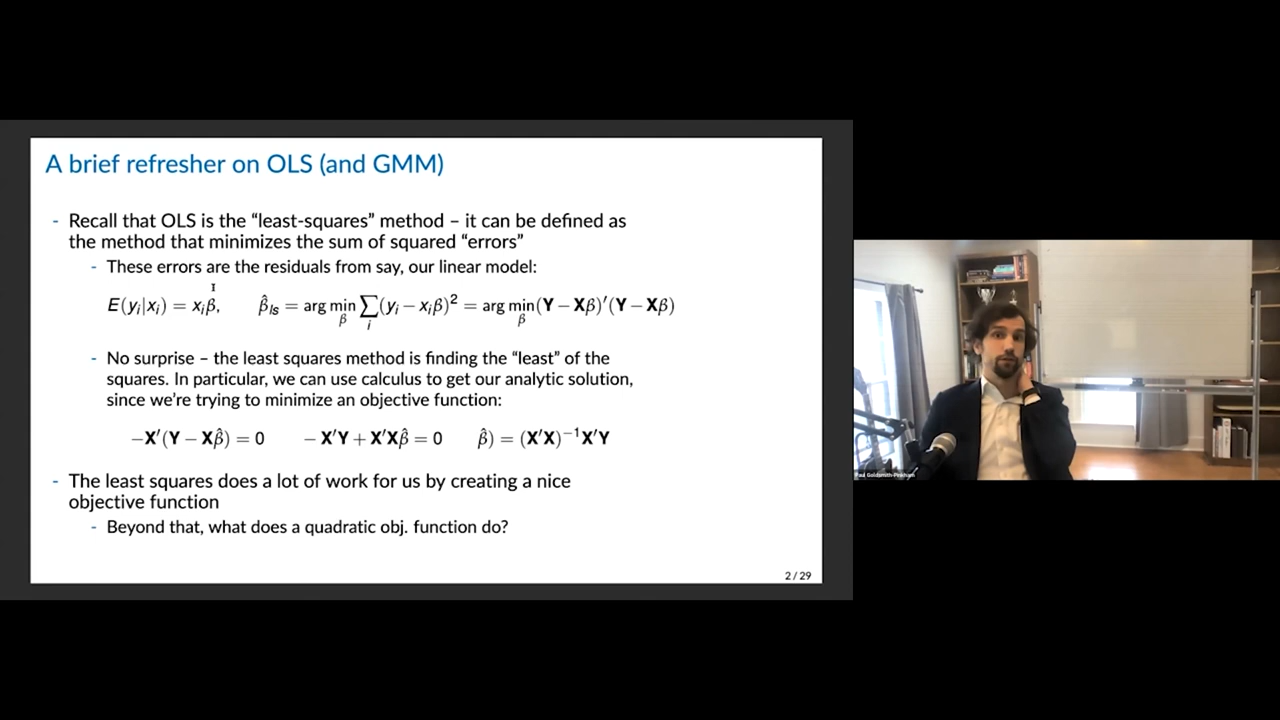 A brief refresher on OLS (and GMM)
- Recall that OLS is the “least-squares” method – it can be defined as
the method that minimizes the sum of squared “errors”
- These errors are the residuals from say, our linear model:
E(yᵢ|xᵢ) = xᵢβ, β̂ₗₛ = arg min_β ∑ᵢ(yᵢ − xᵢβ)² = arg min_β(Y − Xβ)′(Y − Xβ)
- No surprise – the least squares method is finding the “least” of the
squares. In particular, we can use calculus to get our analytic solution,
since we’re trying to minimize an objective function:
−X′(Y − Xβ̂) = 0 − X′Y + X′Xβ̂ = 0 β̂) = (X′X)⁻¹X′Y
- The least squares does a lot of work for us by creating a nice
objective function
- Beyond that, what does a quadratic obj. function do?
2 / 29
Paul Goldsmith-Pinkham